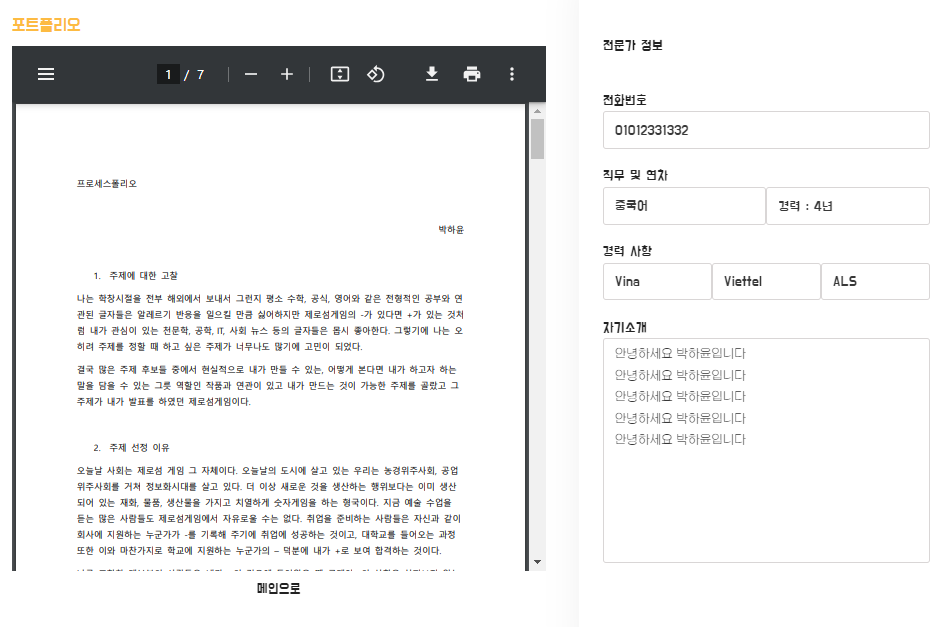 포트폴리오
1 / 7
프로세스폴리오
박하윤
1. 주제에 대한 고찰
나는 학창시절을 전부 해외에서 보내서 그런지 평소 수학, 공식, 영어와 같은 전형적인 공부와 연
관된 글자들은 알레르기 반응을 일으킬 만큼 싫어하지만 제로섬게임의 -가 있다면 +가 있는 것처
럼 내가 관심이 있는 천문학, 공학, IT, 사회 뉴스 등의 글자들은 몹시 좋아한다. 그렇기에 나는 오
히려 주제를 정할 때 하고 싶은 주제가 너무나도 많기에 고민이 되었다.
결국 많은 주제 후보들 중에서 현실적으로 내가 만들 수 있는, 어떻게 본다면 내가 하고자 하는
말을 담을 수 있는 그릇 역할인 작품과 연관이 있고 내가 만드는 것이 가능한 주제를 골랐고 그
주제가 내가 발표를 하였던 제로섬게임이다.
2. 주제 선정 이유
오늘날 사회는 제로섬 게임 그 자체이다. 오늘날의 도시에 살고 있는 우리는 농경위주사회, 공업
위주사회를 거쳐 정보화시대를 살고 있다. 더 이상 새로운 것을 생산하는 행위보다는 이미 생산
되어 있는 재화, 물품, 생산물을 가지고 치열하게 숫자게임을 하는 형국이다. 지금 예술 수업을
듣는 많은 사람들도 제로섬게임에서 자유로울 수는 없다. 취업을 준비하는 사람들은 자신과 같이
회사에 지원하는 누군가가 -를 기록해 주기에 취업에 성공하는 것이고, 대학교를 들어오는 과정
또한 이와 마찬가지로 학교에 지원하는 누군가의 – 덕분에 내가 +로 보여 합격하는 것이다.
메인으로
전문가 정보
전화번호
01012331332
직무 및 연차
중국어
경력 : 4년
경력 사항
Vina
Viettel
ALS
자기소개
안녕하세요 박하윤입니다
안녕하세요 박하윤입니다
안녕하세요 박하윤입니다
안녕하세요 박하윤입니다
안녕하세요 박하윤입니다